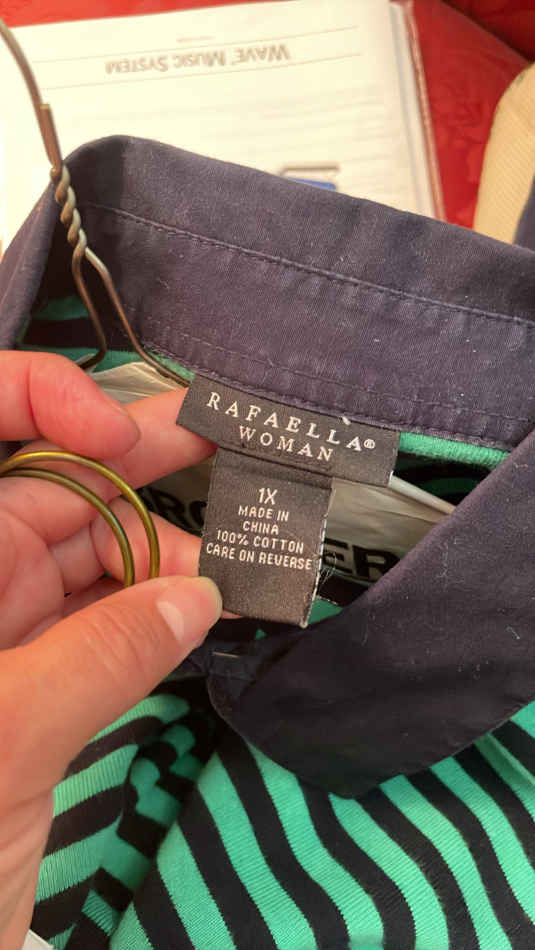 WAVE® MUSIC SYSTEM
RAFAELLA®
WOMAN
1X
MADE IN
CHINA
100% COTTON
CARE ON REVERSE